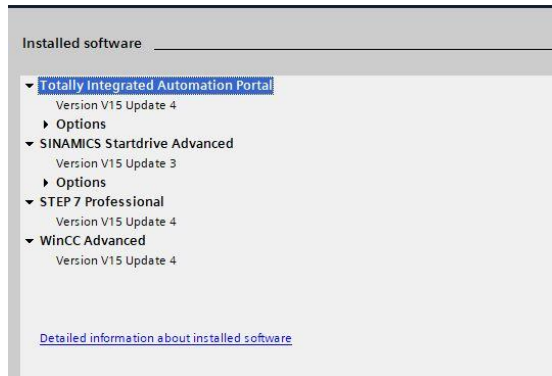 Installed software
Totally Integrated Automation Portal
Version V15 Update 4
Options
SINAMICS Startdrive Advanced
Version V15 Update 3
Options
STEP 7 Professional
Version V15 Update 4
WinCC Advanced
Version V15 Update 4
Detailed information about installed software